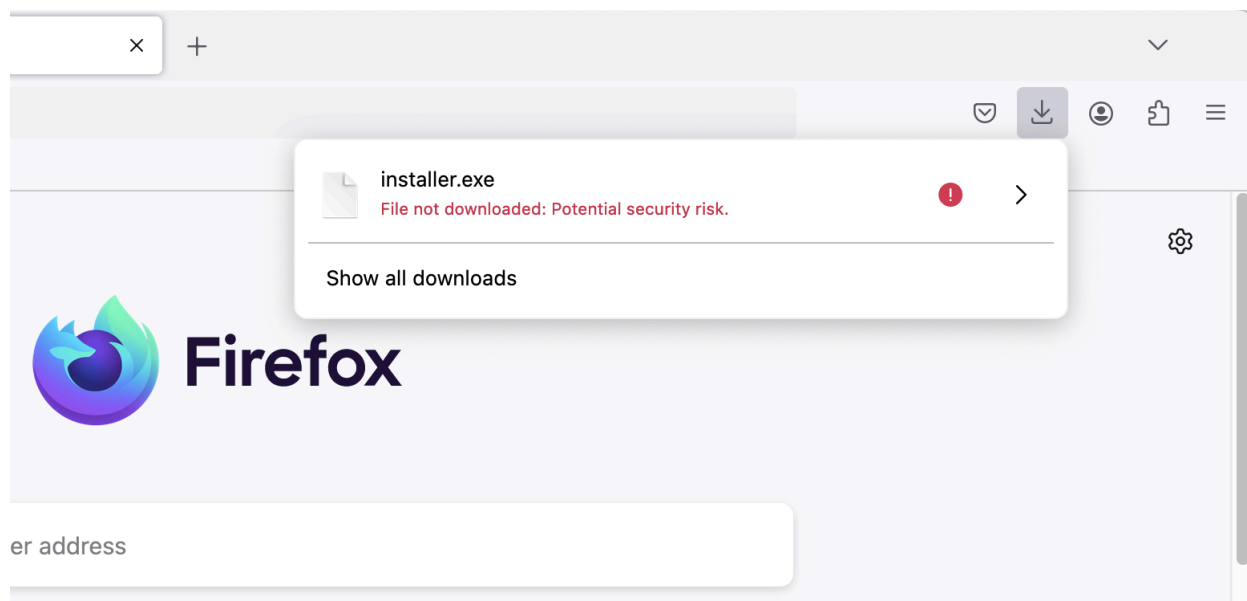 installer.exe
File not downloaded: Potential security risk.
Show all downloads
Firefox
er address